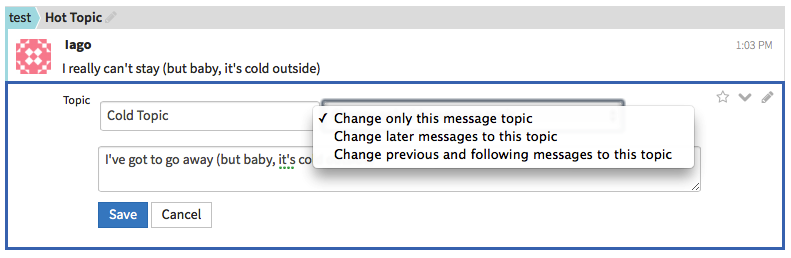 test Hot Topic
Iago 1:03 PM
I really can't stay (but baby, it's cold outside)
Topic
Cold Topic
✓ Change only this message topic
Change later messages to this topic
Change previous and following messages to this topic
I've got to go away (but baby, it's
Save Cancel